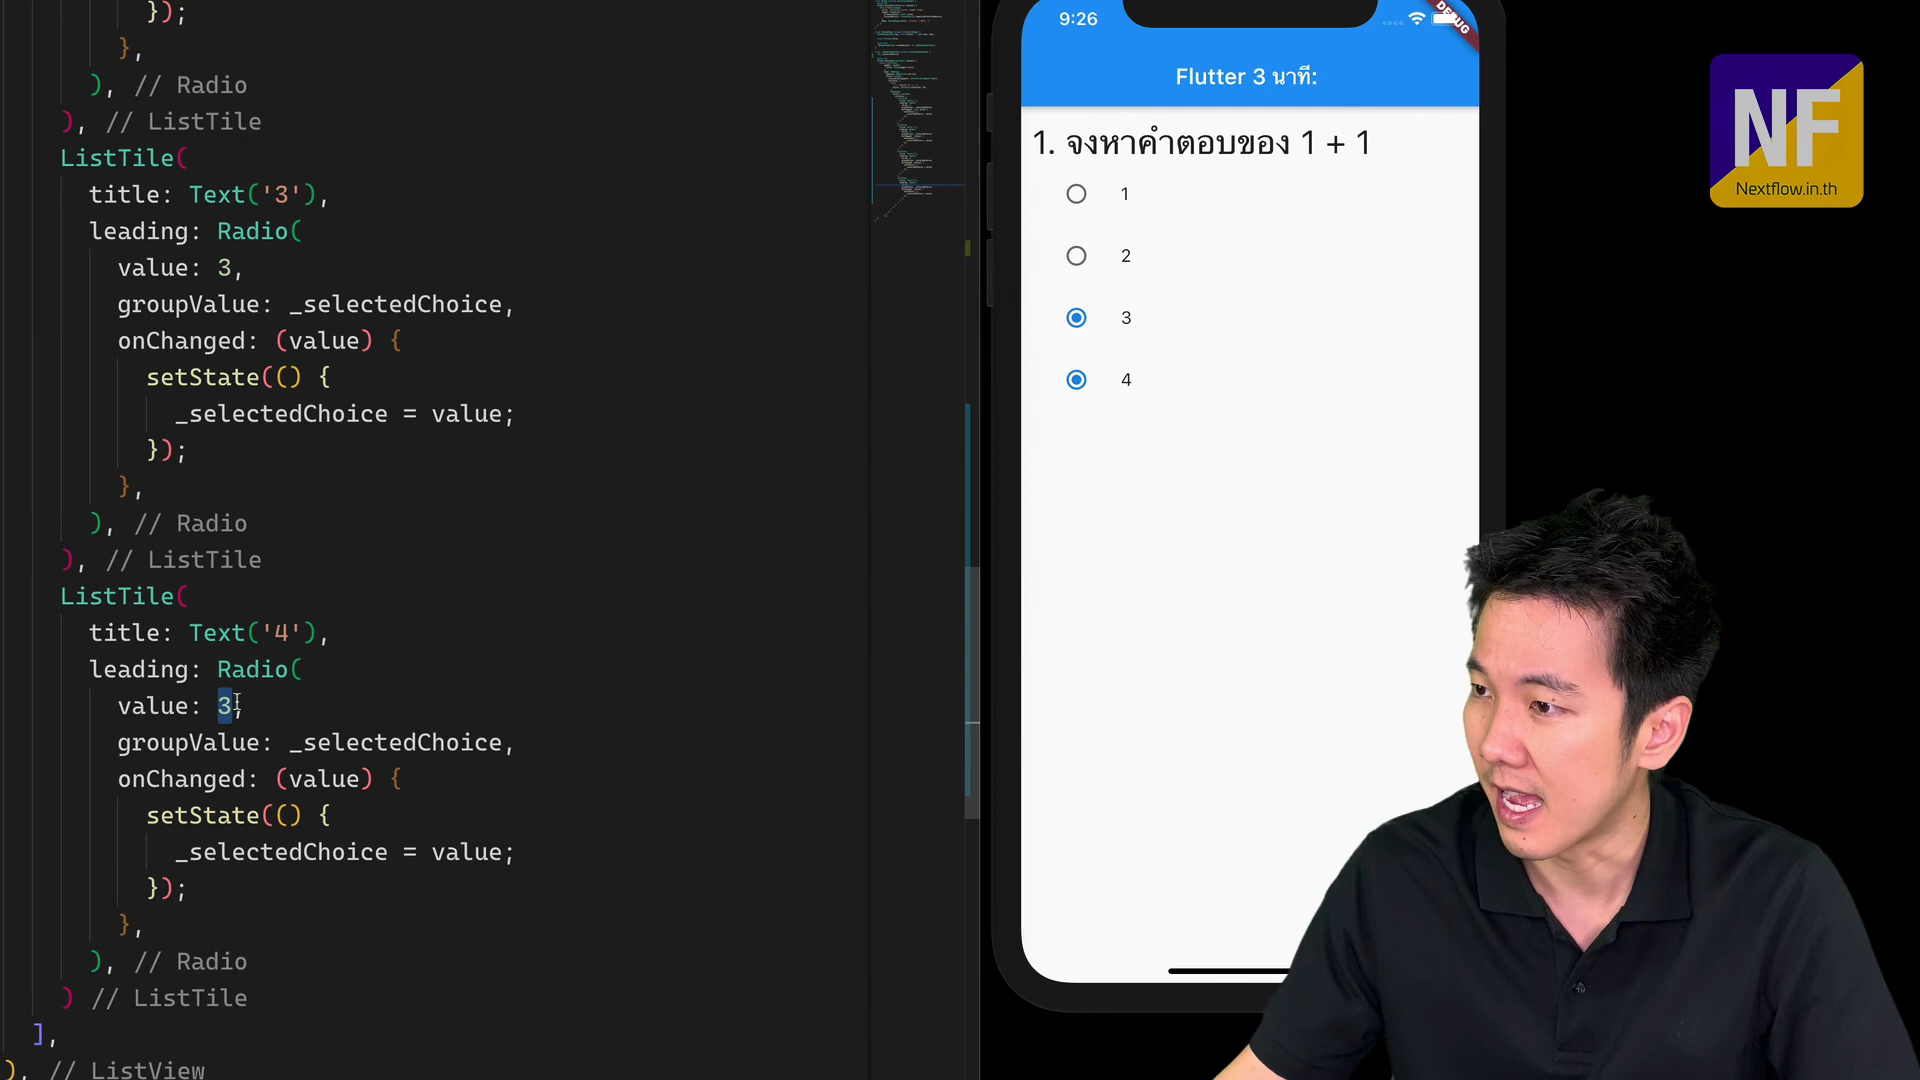 });
},
), // Radio
), // ListTile
ListTile(
title: Text('3'),
leading: Radio(
value: 3,
groupValue: _selectedChoice,
onChanged: (value) {
setState(() {
_selectedChoice = value;
});
},
), // Radio
), // ListTile
ListTile(
title: Text('4'),
leading: Radio(
value: 3,
groupValue: _selectedChoice,
onChanged: (value) {
setState(() {
_selectedChoice = value;
});
},
), // Radio
) // ListTile
],
), // ListView
9:26
DEBUG
Flutter 3 นาที:
1. จงหาคำตอบของ 1 + 1
1
2
3
4
NF
Nextflow.in.th